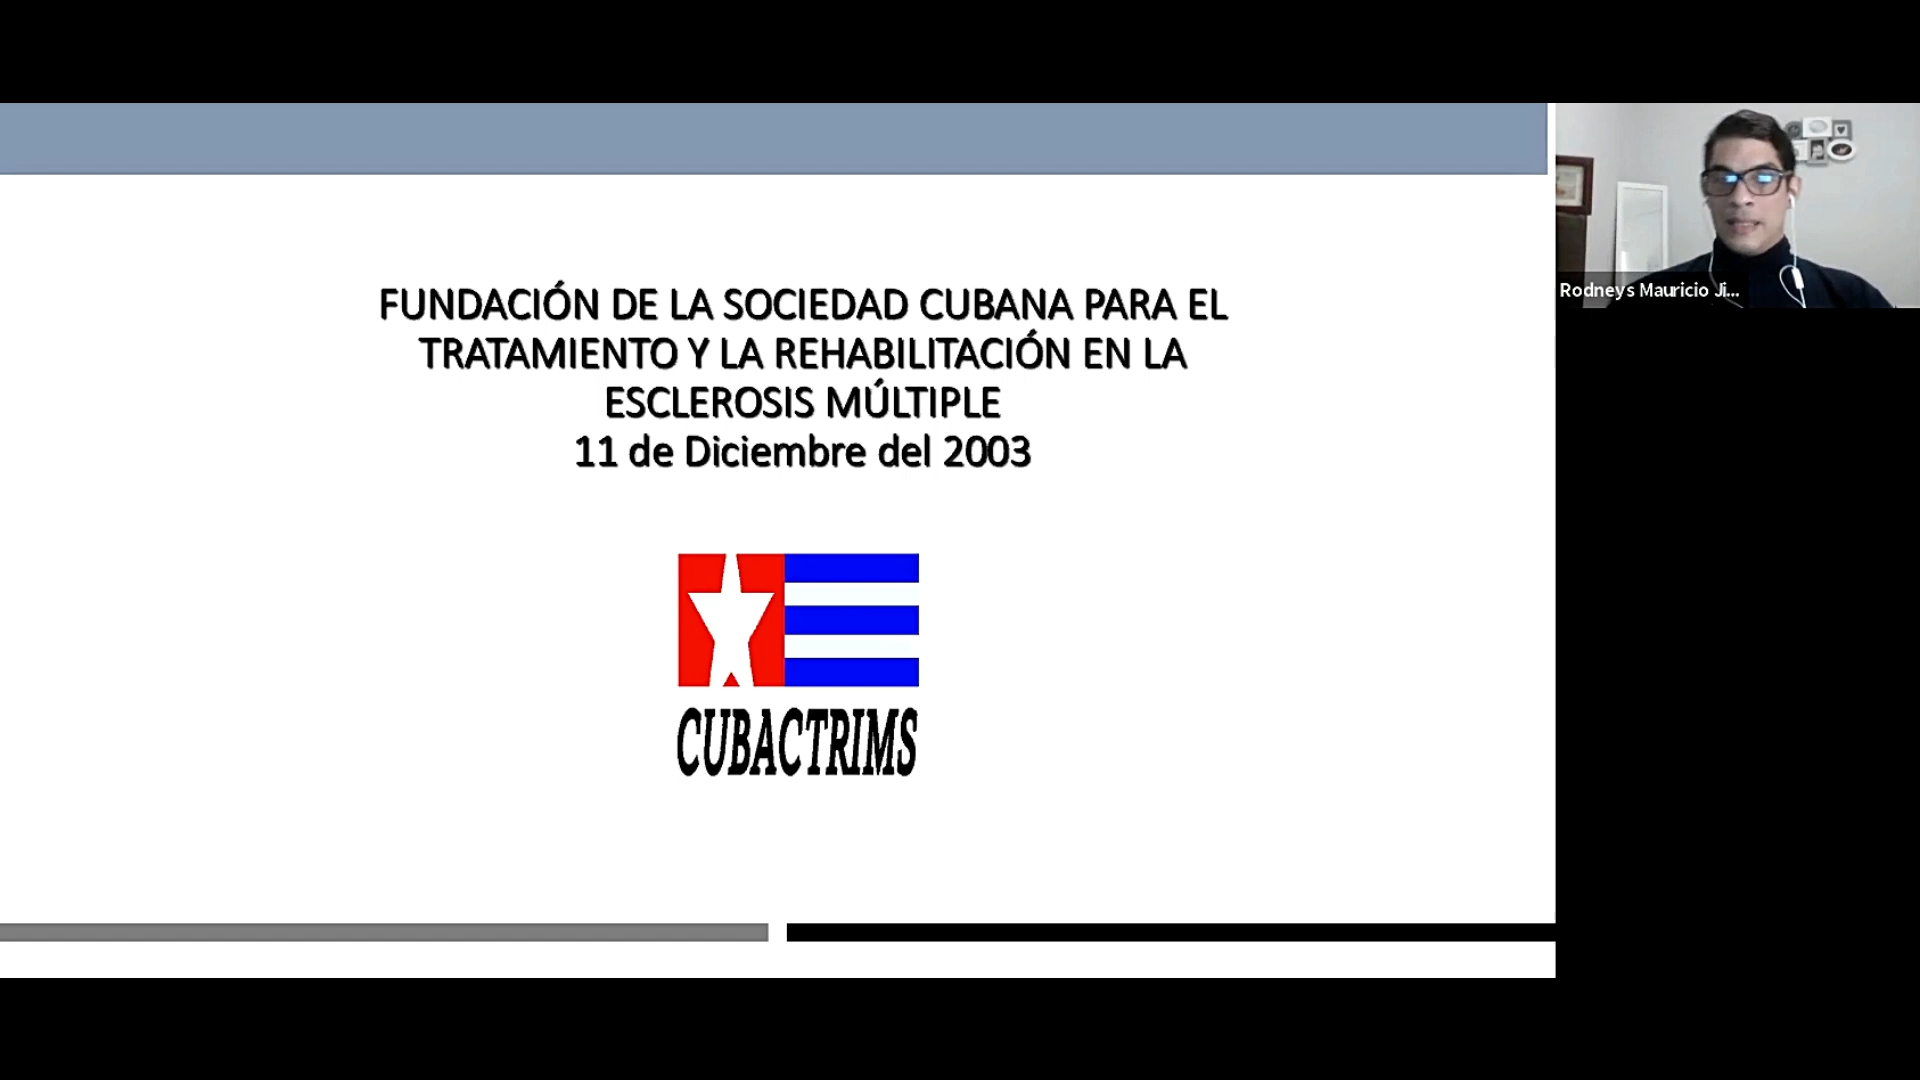 FUNDACIÓN DE LA SOCIEDAD CUBANA PARA EL
TRATAMIENTO Y LA REHABILITACIÓN EN LA
ESCLEROSIS MÚLTIPLE
11 de Diciembre del 2003
CUBACTRIMS
Rodneys Mauricio Ji...